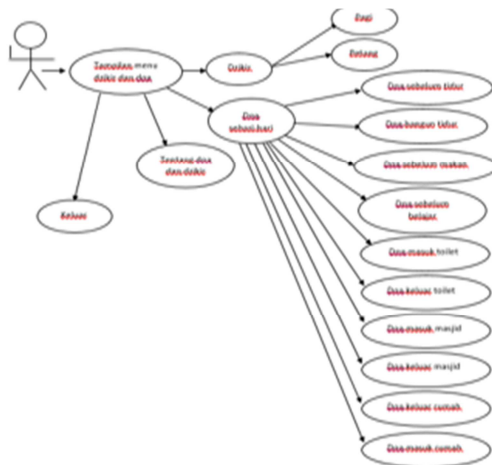 Pagi
Tampilan menu
dzikir dan doa
Dzikir
Petang
Doa sebelum tidur
Doa
sehari hari
Doa bangun tidur
Tentang doa
dan dzikir
Doa sebelum makan
Keluar
Doa sebelum
belajar
Doa masuk toilet
Doa keluar toilet
Doa masuk masjid
Doa keluar masjid
Doa keluar rumah
Doa masuk rumah